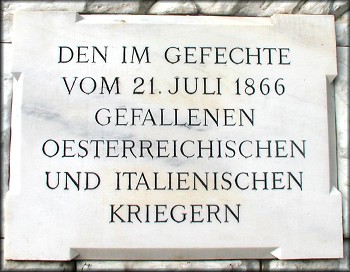 DEN IM GEFECHTE
VOM 21. JULI 1866
GEFALLENEN
OESTERREICHISCHEN
UND ITALIENISCHEN
KRIEGERN